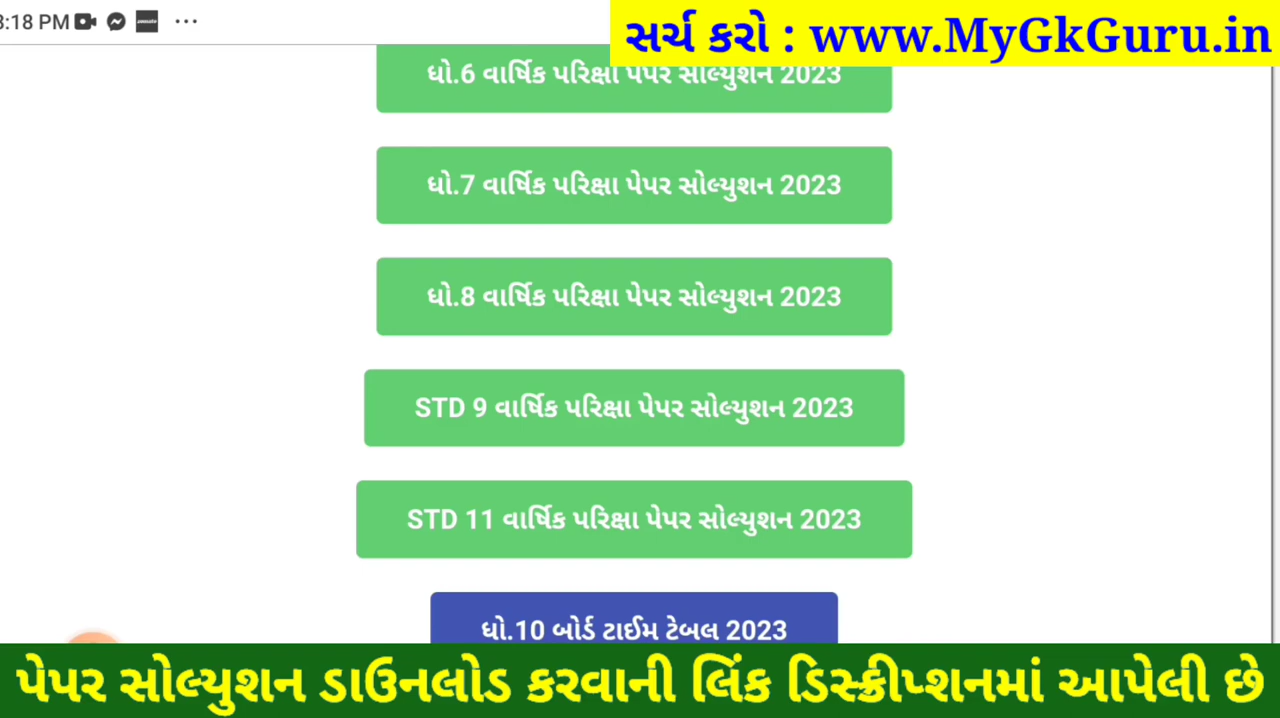 3:18 PM
સર્ચ કરો : www.MyGkGuru.in
ધો.6 વાર્ષિક પરિક્ષા પેપર સોલ્યુશન 2023
ધો.7 વાર્ષિક પરિક્ષા પેપર સોલ્યુશન 2023
ધો.8 વાર્ષિક પરિક્ષા પેપર સોલ્યુશન 2023
STD 9 વાર્ષિક પરિક્ષા પેપર સોલ્યુશન 2023
STD 11 વાર્ષિક પરિક્ષા પેપર સોલ્યુશન 2023
ધો.10 બોર્ડ ટાઈમ ટેબલ 2023
પેપર સોલ્યુશન ડાઉનલોડ કરવાની લિંક ડિસ્ક્રીપ્શનમાં આપેલી છે